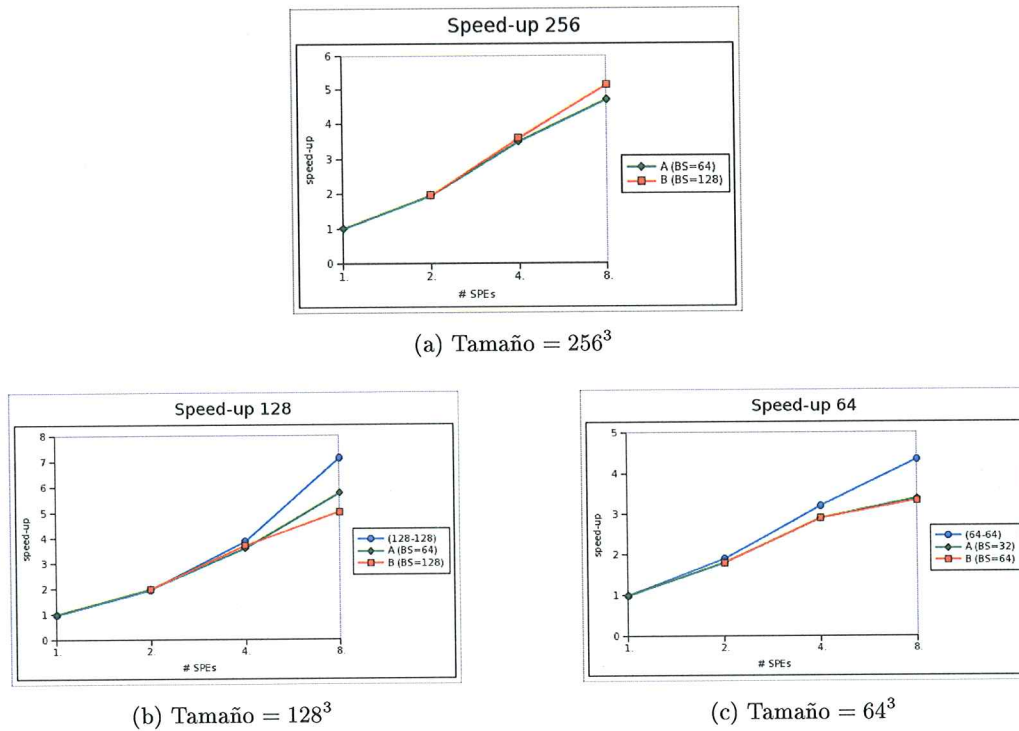 Speed-up 256
6
5
4
3
2
1
0
speed-up
1.
2.
4.
8.
# SPEs
A (BS=64)
B (BS=128)
(a) Tamaño = 256³
Speed-up 128
8
7
6
5
4
3
2
1
0
speed-up
1.
2.
4.
8.
# SPEs
(128-128)
A (BS=64)
B (BS=128)
(b) Tamaño = 128³
Speed-up 64
5
4
3
2
1
0
speed-up
1.
2.
4.
8.
# SPEs
(64-64)
A (BS=32)
B (BS=64)
(c) Tamaño = 64³